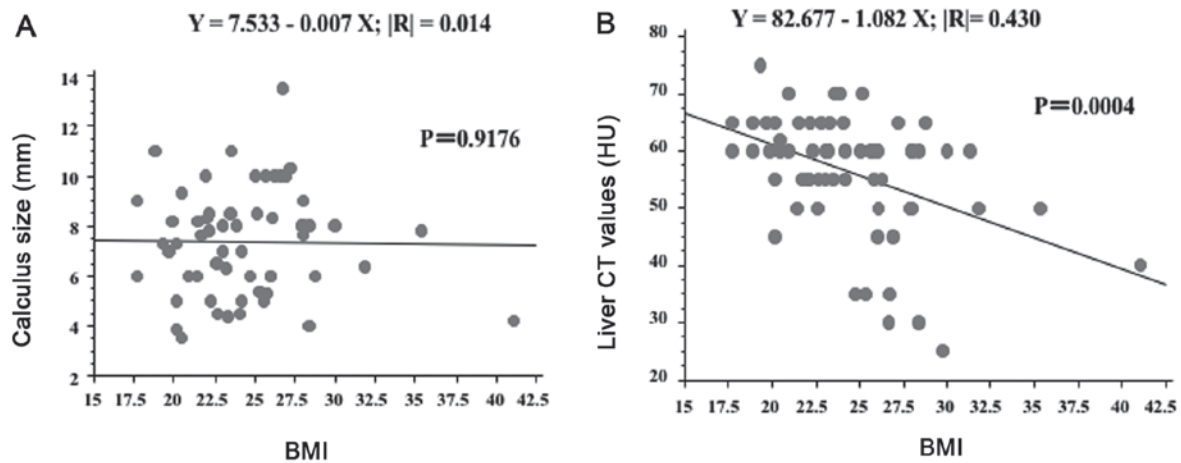 A
Y = 7.533 - 0.007 X; |R| = 0.014
14
12
10
8
6
4
2
P=0.9176
Calculus size (mm)
15 17.5 20 22.5 25 27.5 30 32.5 35 37.5 40 42.5
BMI
B
Y = 82.677 - 1.082 X; |R|= 0.430
80
70
60
50
40
30
20
P=0.0004
Liver CT values (HU)
15 17.5 20 22.5 25 27.5 30 32.5 35 37.5 40 42.5
BMI